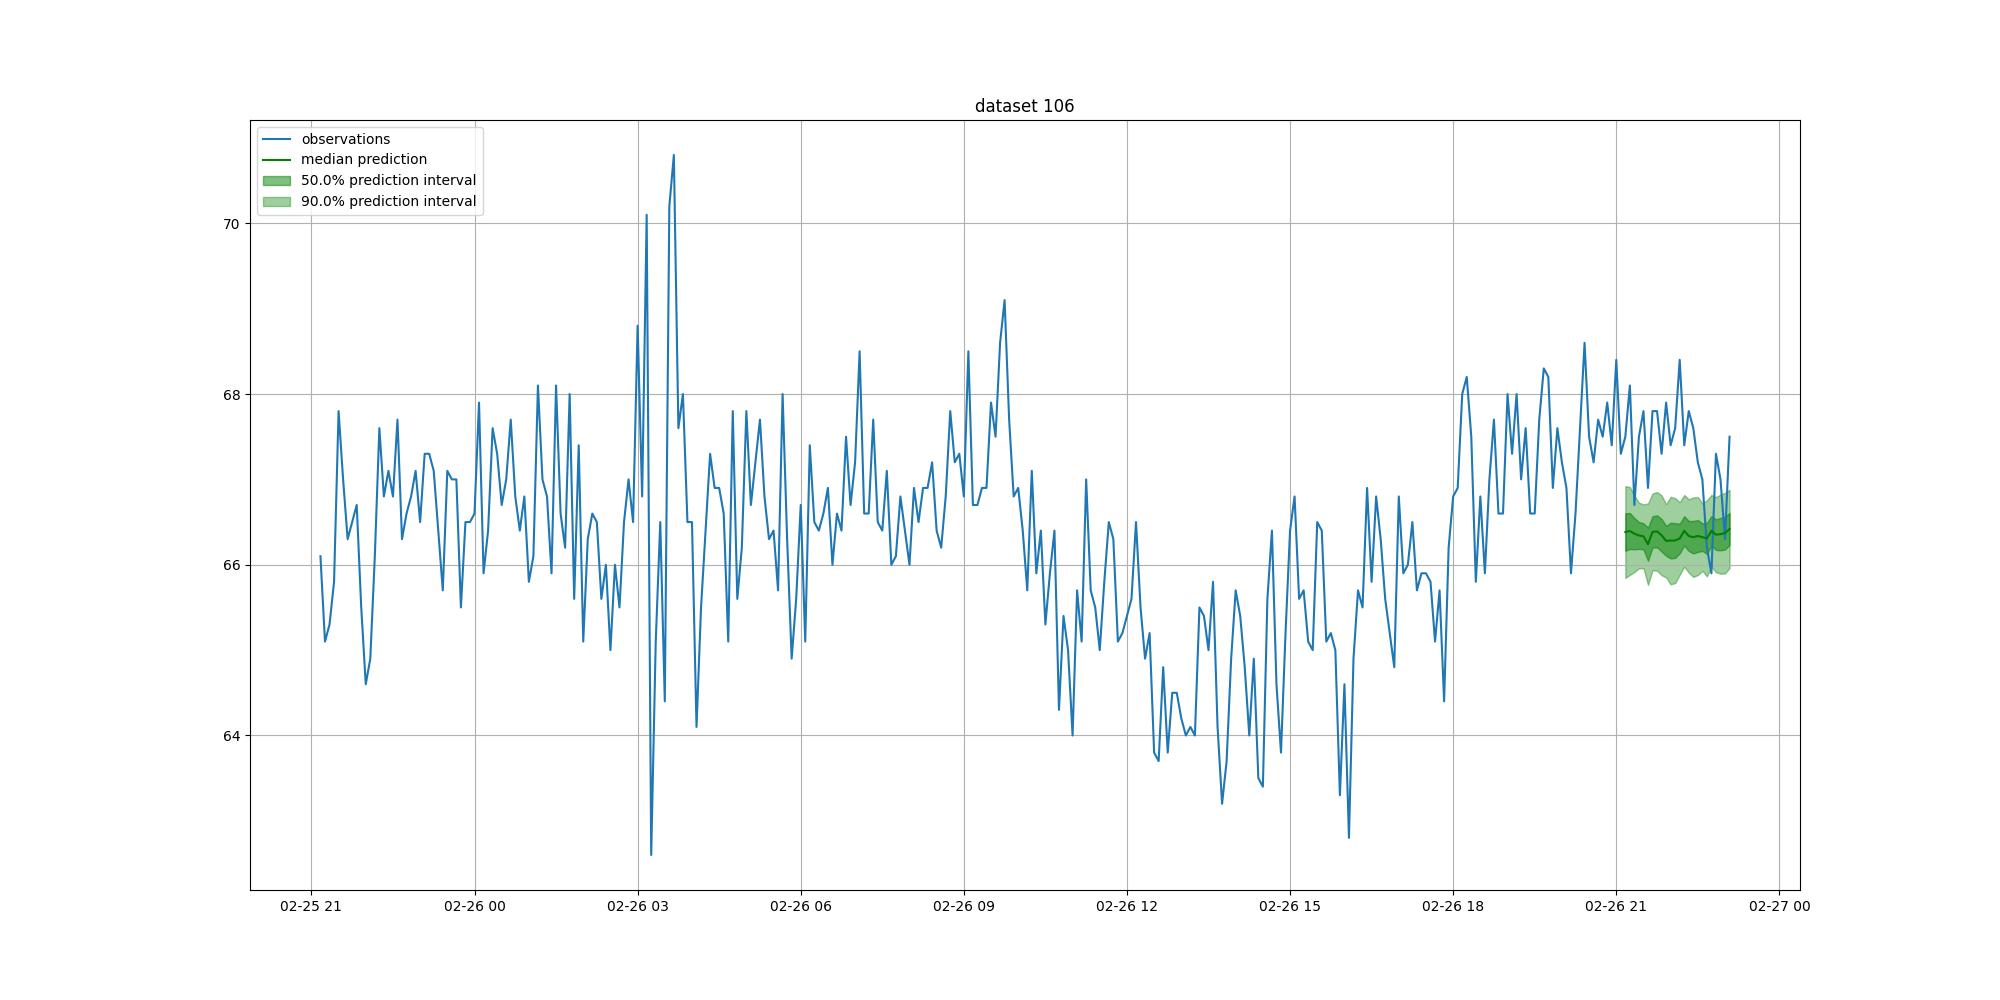 dataset 106
observations
median prediction
50.0% prediction interval
90.0% prediction interval
70
68
66
64
02-25 21
02-26 00
02-26 03
02-26 06
02-26 09
02-26 12
02-26 15
02-26 18
02-26 21
02-27 00